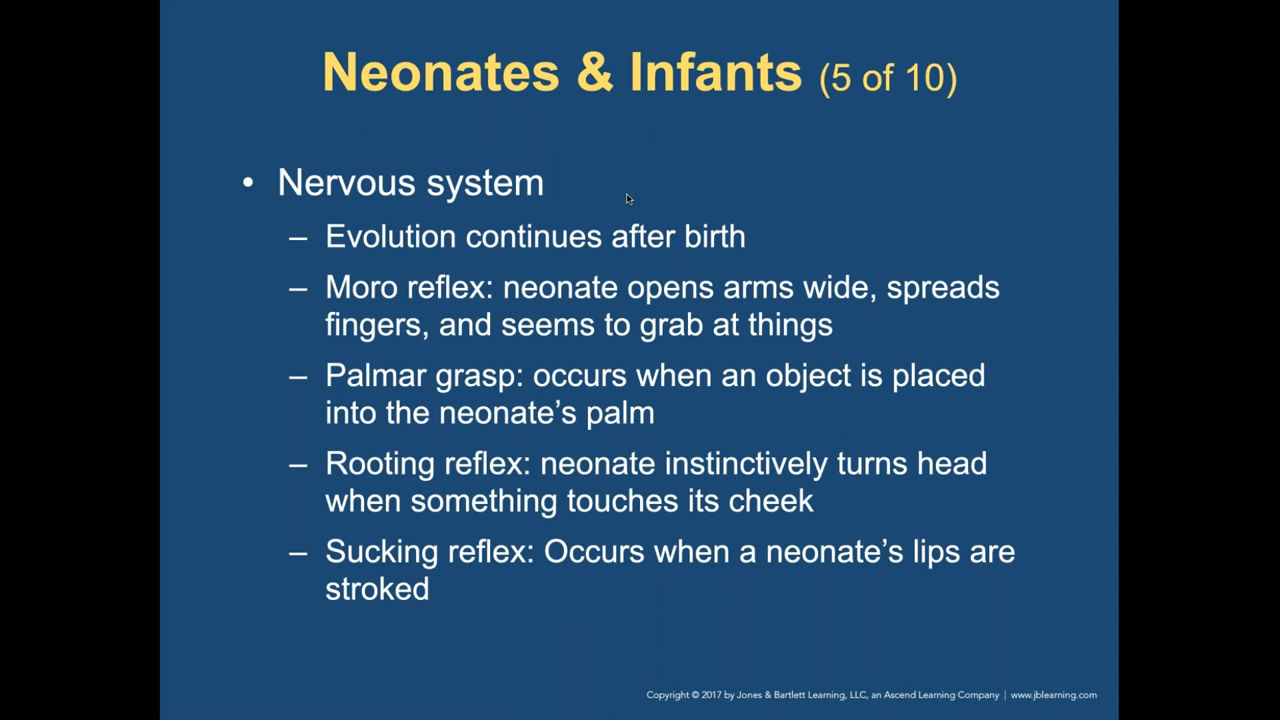 Neonates & Infants (5 of 10)
• Nervous system
– Evolution continues after birth
– Moro reflex: neonate opens arms wide, spreads
fingers, and seems to grab at things
– Palmar grasp: occurs when an object is placed
into the neonate’s palm
– Rooting reflex: neonate instinctively turns head
when something touches its cheek
– Sucking reflex: Occurs when a neonate’s lips are
stroked
Copyright © 2017 by Jones & Bartlett Learning, LLC, an Ascend Learning Company | www.jblearning.com